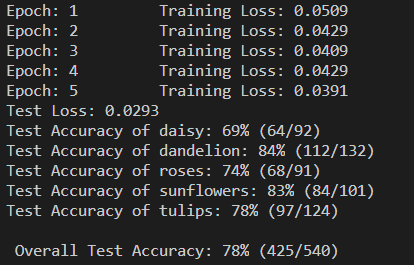 Epoch: 1 Training Loss: 0.0509
Epoch: 2 Training Loss: 0.0429
Epoch: 3 Training Loss: 0.0409
Epoch: 4 Training Loss: 0.0429
Epoch: 5 Training Loss: 0.0391
Test Loss: 0.0293
Test Accuracy of daisy: 69% (64/92)
Test Accuracy of dandelion: 84% (112/132)
Test Accuracy of roses: 74% (68/91)
Test Accuracy of sunflowers: 83% (84/101)
Test Accuracy of tulips: 78% (97/124)
Overall Test Accuracy: 78% (425/540)